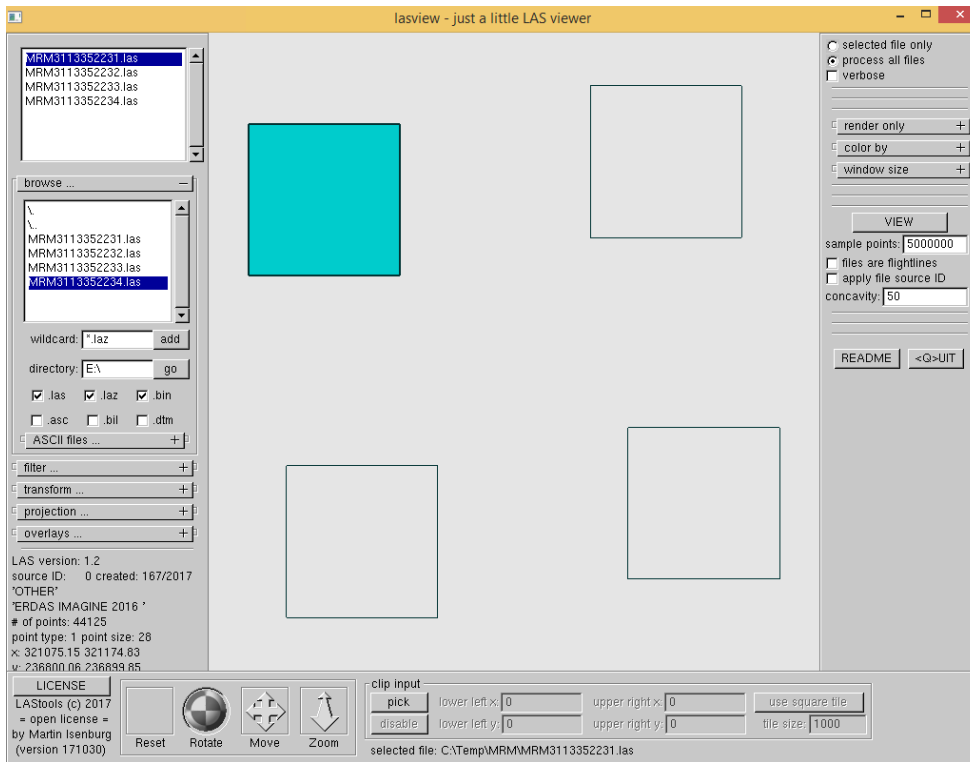 lasview - just a little LAS viewer
MRM3113352231.las
MRM3113352232.las
MRM3113352233.las
MRM3113352234.las
browse ...
\.
\..
MRM3113352231.las
MRM3113352232.las
MRM3113352233.las
MRM3113352234.las
wildcard: *.laz add
directory: E:\ go
.las .laz .bin
.asc .bil .dtm
ASCII files ...
filter ...
transform ...
projection ...
overlays ...
LAS version: 1.2
source ID: 0 created: 167/2017
'OTHER'
'ERDAS IMAGINE 2016 '
# of points: 44125
point type: 1 point size: 28
x: 321075.15 321174.83
y: 236800.06 236899.85
selected file only
process all files
verbose
render only
color by
window size
VIEW
sample points: 5000000
files are flightlines
apply file source ID
concavity: 50
README <Q>UIT
LICENSE
LAStools (c) 2017
= open license =
by Martin Isenburg
(version 171030)
Reset Rotate Move Zoom
clip input
pick lower left x: 0 upper right x: 0 use square tile
disable lower left y: 0 upper right y: 0 tile size: 1000
selected file: C:\Temp\MRM\MRM3113352231.las